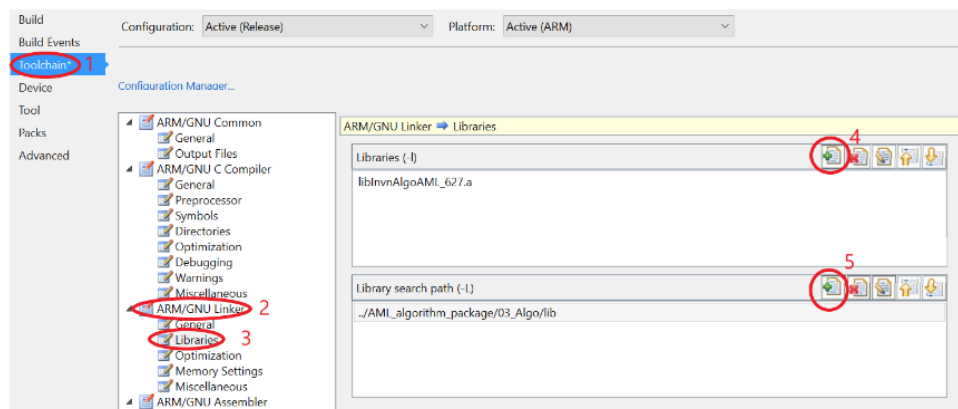 Build
Build Events
Toolchain* 1
Device
Tool
Packs
Advanced
Configuration: Active (Release) Platform: Active (ARM)
Configuration Manager...
ARM/GNU Common
General
Output Files
ARM/GNU C Compiler
General
Preprocessor
Symbols
Directories
Optimization
Debugging
Warnings
Miscellaneous
ARM/GNU Linker 2
General
Libraries 3
Optimization
Memory Settings
Miscellaneous
ARM/GNU Assembler
ARM/GNU Linker Libraries
4
Libraries (-l)
libInvnAlgoAML_627.a
5
Library search path (-L)
../AML_algorithm_package/03_Algo/lib